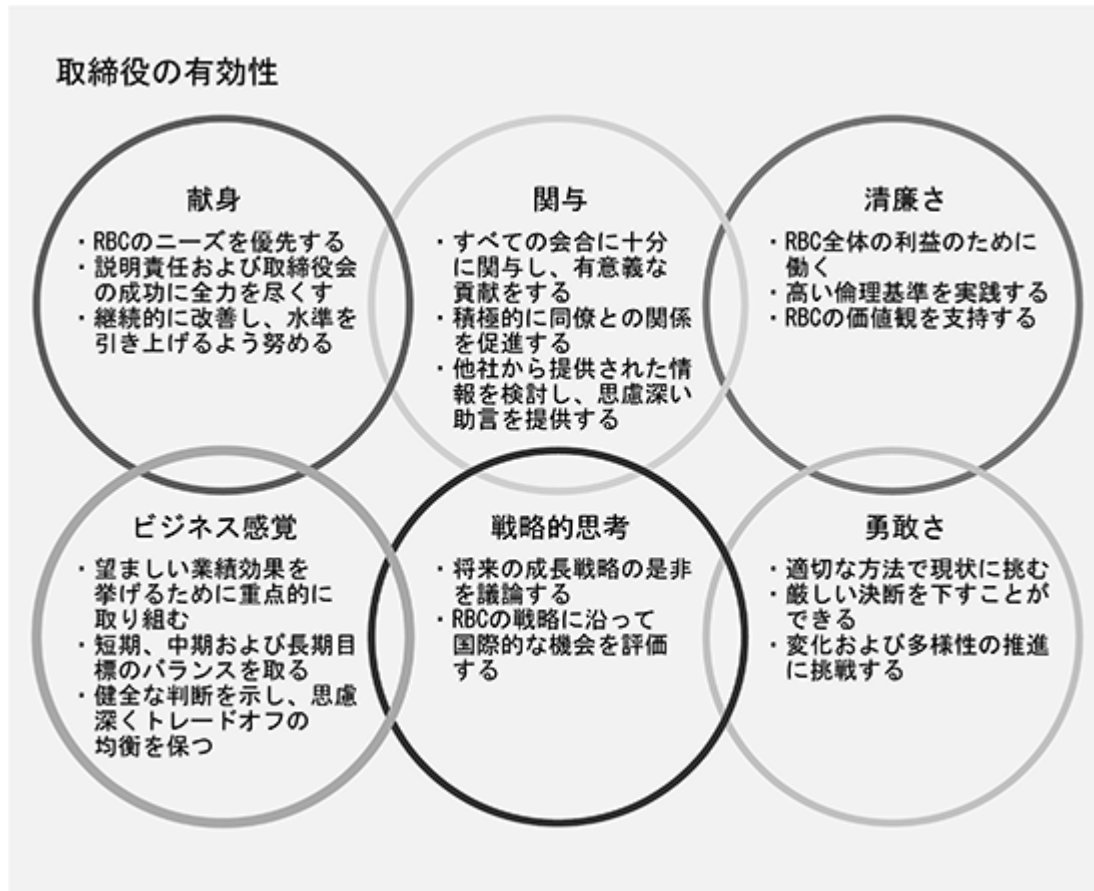 取締役の有効性
献身
・RBCのニーズを優先する
・説明責任および取締役会
の成功に全力を尽くす
・継続的に改善し、水準を
引き上げるよう努める
関与
・すべての会合に十分
に関与し、有意義な
貢献をする
・積極的に同僚との関係
を促進する
・他社から提供された情
報を検討し、思慮深い
助言を提供する
清廉さ
・RBC全体の利益のために
働く
・高い倫理基準を実践する
・RBCの価値観を支持する
ビジネス感覚
・望ましい業績効果を
挙げるために重点的に
取り組む
・短期、中期および長期目
標のバランスを取る
・健全な判断を示し、思慮
深くトレードオフの
均衡を保つ
戦略的思考
・将来の成長戦略の是非
を議論する
・RBCの戦略に沿って
国際的な機会を評価
する
勇敢さ
・適切な方法で現状に挑む
・厳しい決断を下すことが
できる
・変化および多様性の推進
に挑戦する